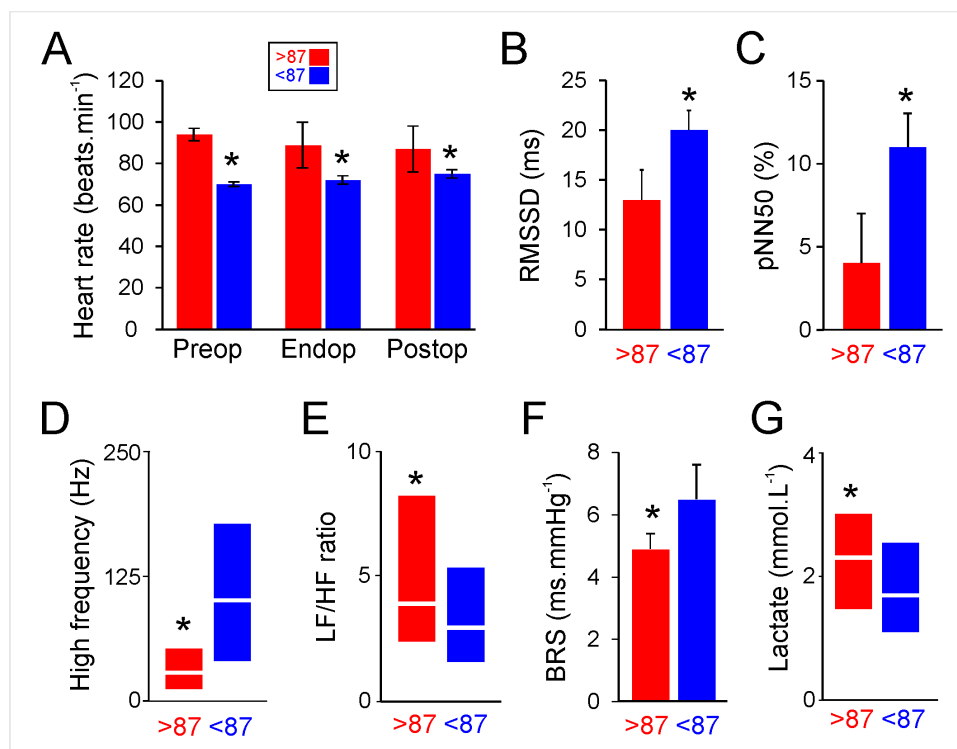 A
>87
<87
Heart rate (beats.min⁻¹)
120
100
80
60
40
20
0
*
*
*
Preop
Endop
Postop
B
RMSSD (ms)
25
20
15
10
5
0
*
>87 <87
C
pNN50 (%)
15
10
5
0
*
>87 <87
D
High frequency (Hz)
250
125
0
*
>87 <87
E
LF/HF ratio
10
5
0
*
>87 <87
F
BRS (ms.mmHg⁻¹)
8
6
4
2
0
*
>87 <87
G
Lactate (mmol.L⁻¹)
4
2
0
*
>87 <87